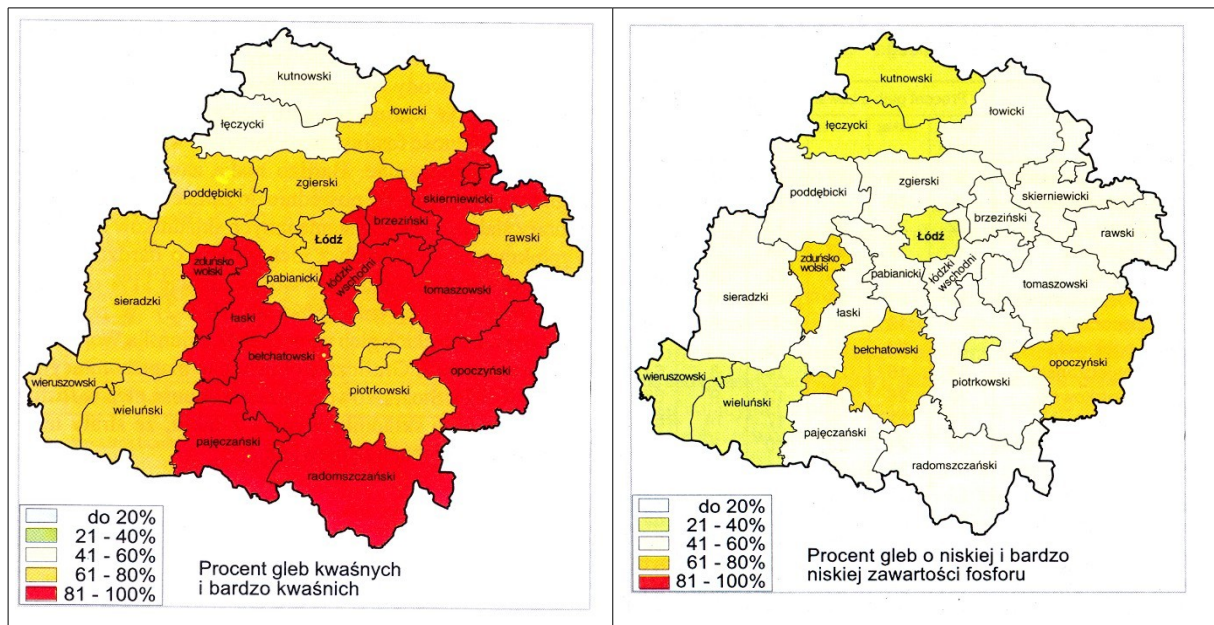 kutnowski
łowicki
łęczycki
zgierski
poddębicki
skierniewicki
brzeziński
rawski
Łódź
zduńsko
wolski
pabianicki
łódzki
wschodni
tomaszowski
sieradzki
łaski
bełchatowski
opoczyński
wieruszowski
piotrkowski
wieluński
pajęczański
radomszczański
do 20%
21 - 40%
41 - 60%
61 - 80%
81 - 100%
Procent gleb kwaśnych
i bardzo kwaśnich
kutnowski
łowicki
łęczycki
zgierski
poddębicki
skierniewicki
brzeziński
rawski
Łódź
zduńsko
wolski
pabianicki
łódzki
wschodni
tomaszowski
sieradzki
łaski
bełchatowski
opoczyński
wieruszowski
piotrkowski
wieluński
pajęczański
radomszczański
do 20%
21 - 40%
41 - 60%
61 - 80%
81 - 100%
Procent gleb o niskiej i bardzo
niskiej zawartości fosforu